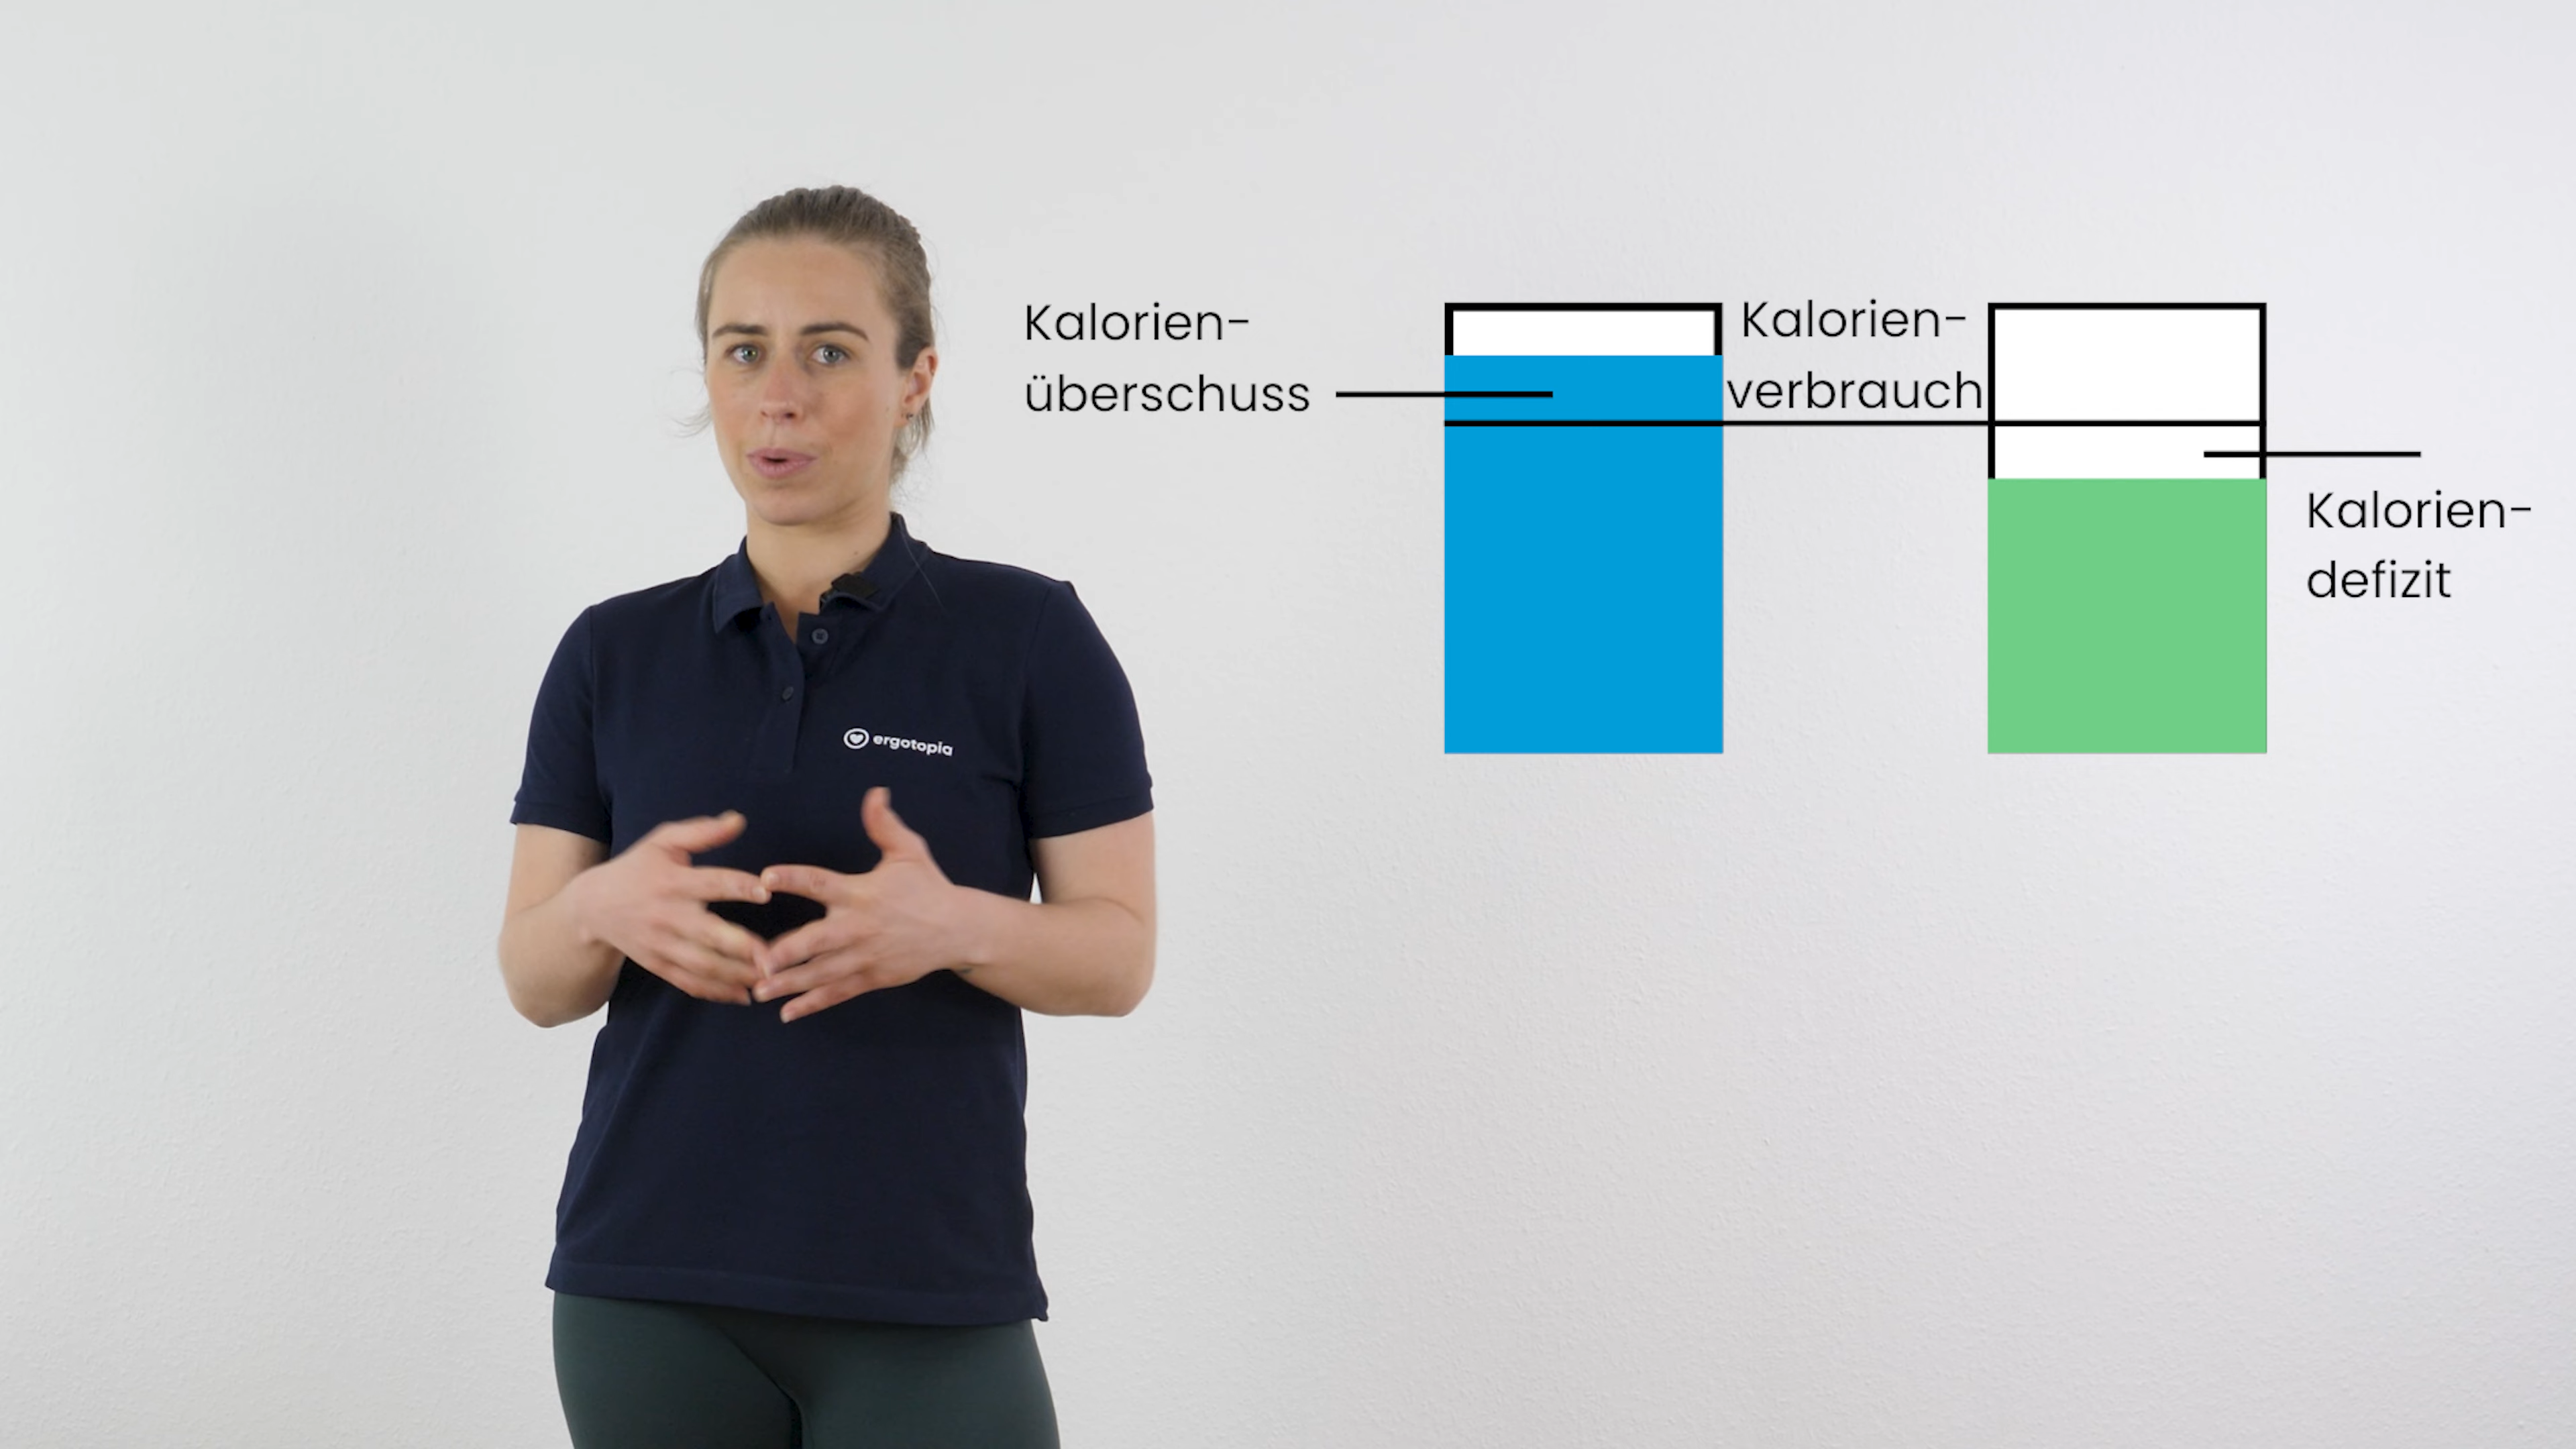 Kalorien-
überschuss
Kalorien-
verbrauch
Kalorien-
defizit
ergotopia